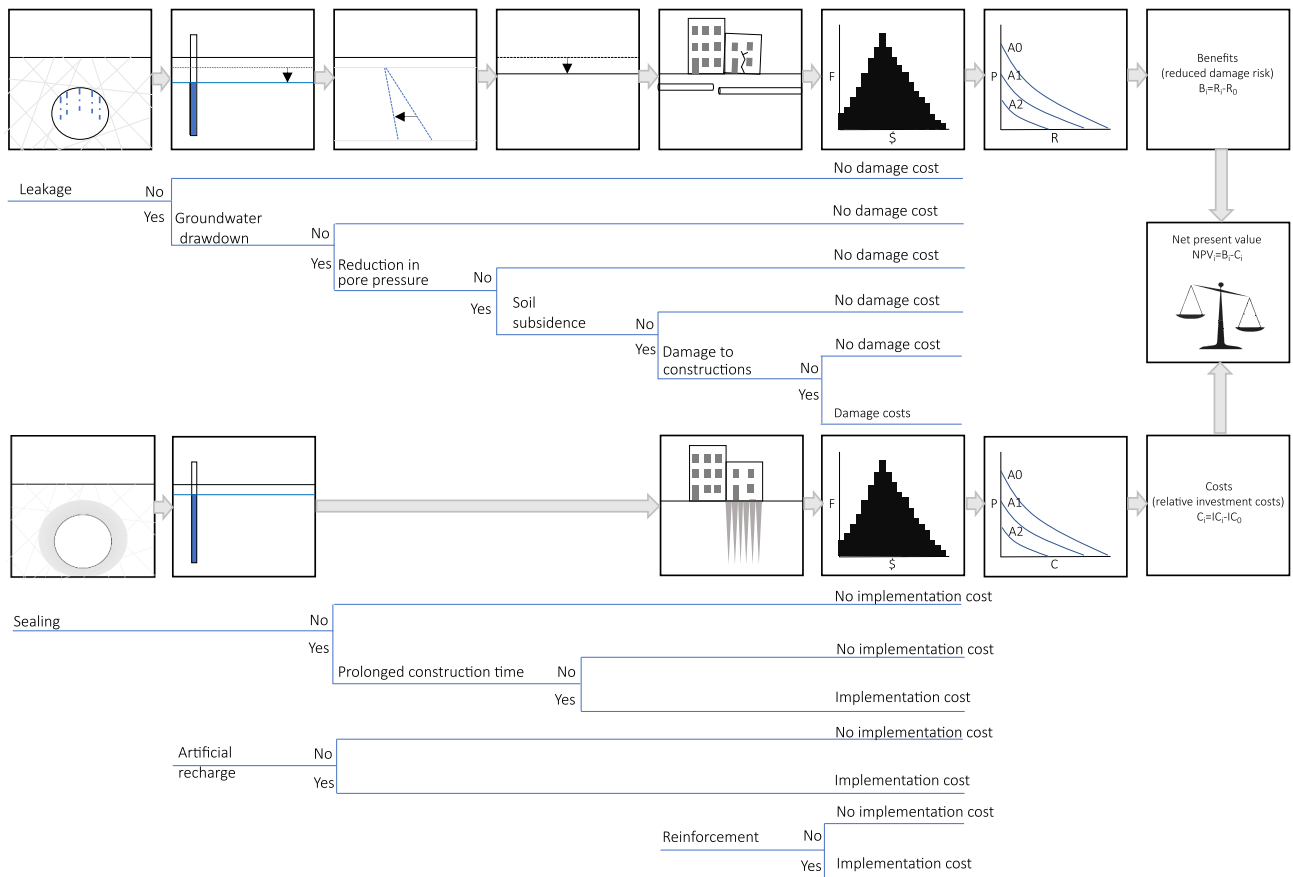 F
$
P
A0
A1
A2
R
Benefits
(reduced damage risk)
Bᵢ=Rᵢ-R₀
Leakage
No
Yes
No damage cost
Groundwater
drawdown
No
Yes
No damage cost
Reduction in
pore pressure
No
Yes
No damage cost
Soil
subsidence
No
Yes
No damage cost
Damage to
constructions
No
Yes
No damage cost
Damage costs
Net present value
NPVᵢ=Bᵢ-Cᵢ
F
$
P
A0
A1
A2
C
Costs
(relative investment costs)
Cᵢ=ICᵢ-IC₀
Sealing
No
Yes
No implementation cost
Prolonged construction time
No
Yes
No implementation cost
Implementation cost
Artificial
recharge
No
Yes
No implementation cost
Implementation cost
Reinforcement
No
Yes
No implementation cost
Implementation cost